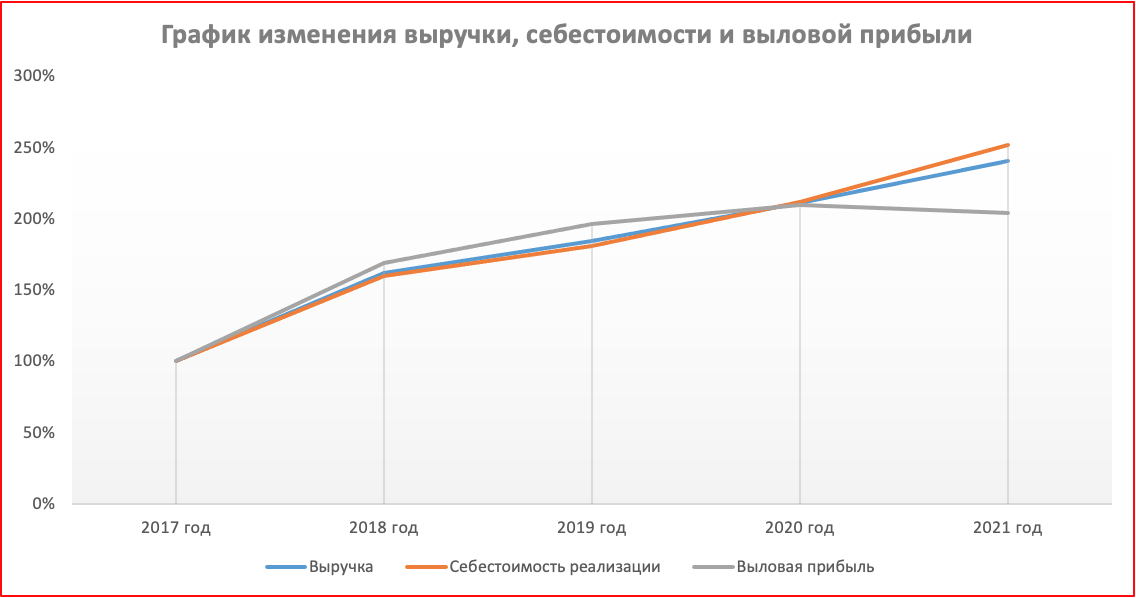 График изменения выручки, себестоимости и выловой прибыли
300%
250%
200%
150%
100%
50%
0%
2017 год 2018 год 2019 год 2020 год 2021 год
Выручка Себестоимость реализации Выловая прибыль